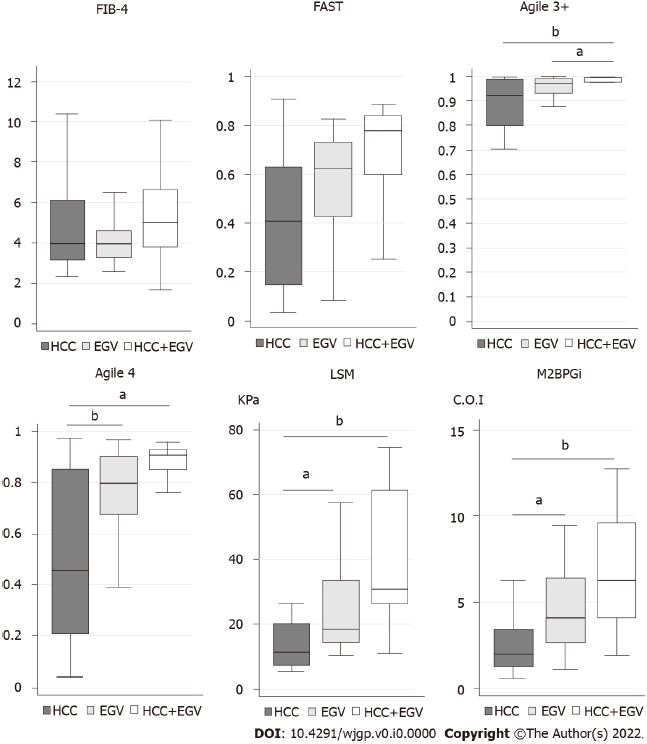 FIB-4 FAST Agile 3+
b
a
12 1 1
10 0.8 0.9
8 0.6 0.8
6 0.4 0.7
4 0.2 0.6
2 0 0.5
0 0.4
0.3
0.2
0.1
0
HCC EGV HCC+EGV HCC EGV HCC+EGV HCC EGV HCC+EGV
Agile 4 LSM M2BPGi
a KPa C.O.I
b b b
a a
1 80 15
0.8 60 10
0.6 40 5
0.4 20 0
0.2 0
0
HCC EGV HCC+EGV HCC EGV HCC+EGV HCC EGV HCC+EGV
DOI: 10.4291/wjgp.v0.i0.0000 Copyright ©The Author(s) 2022.